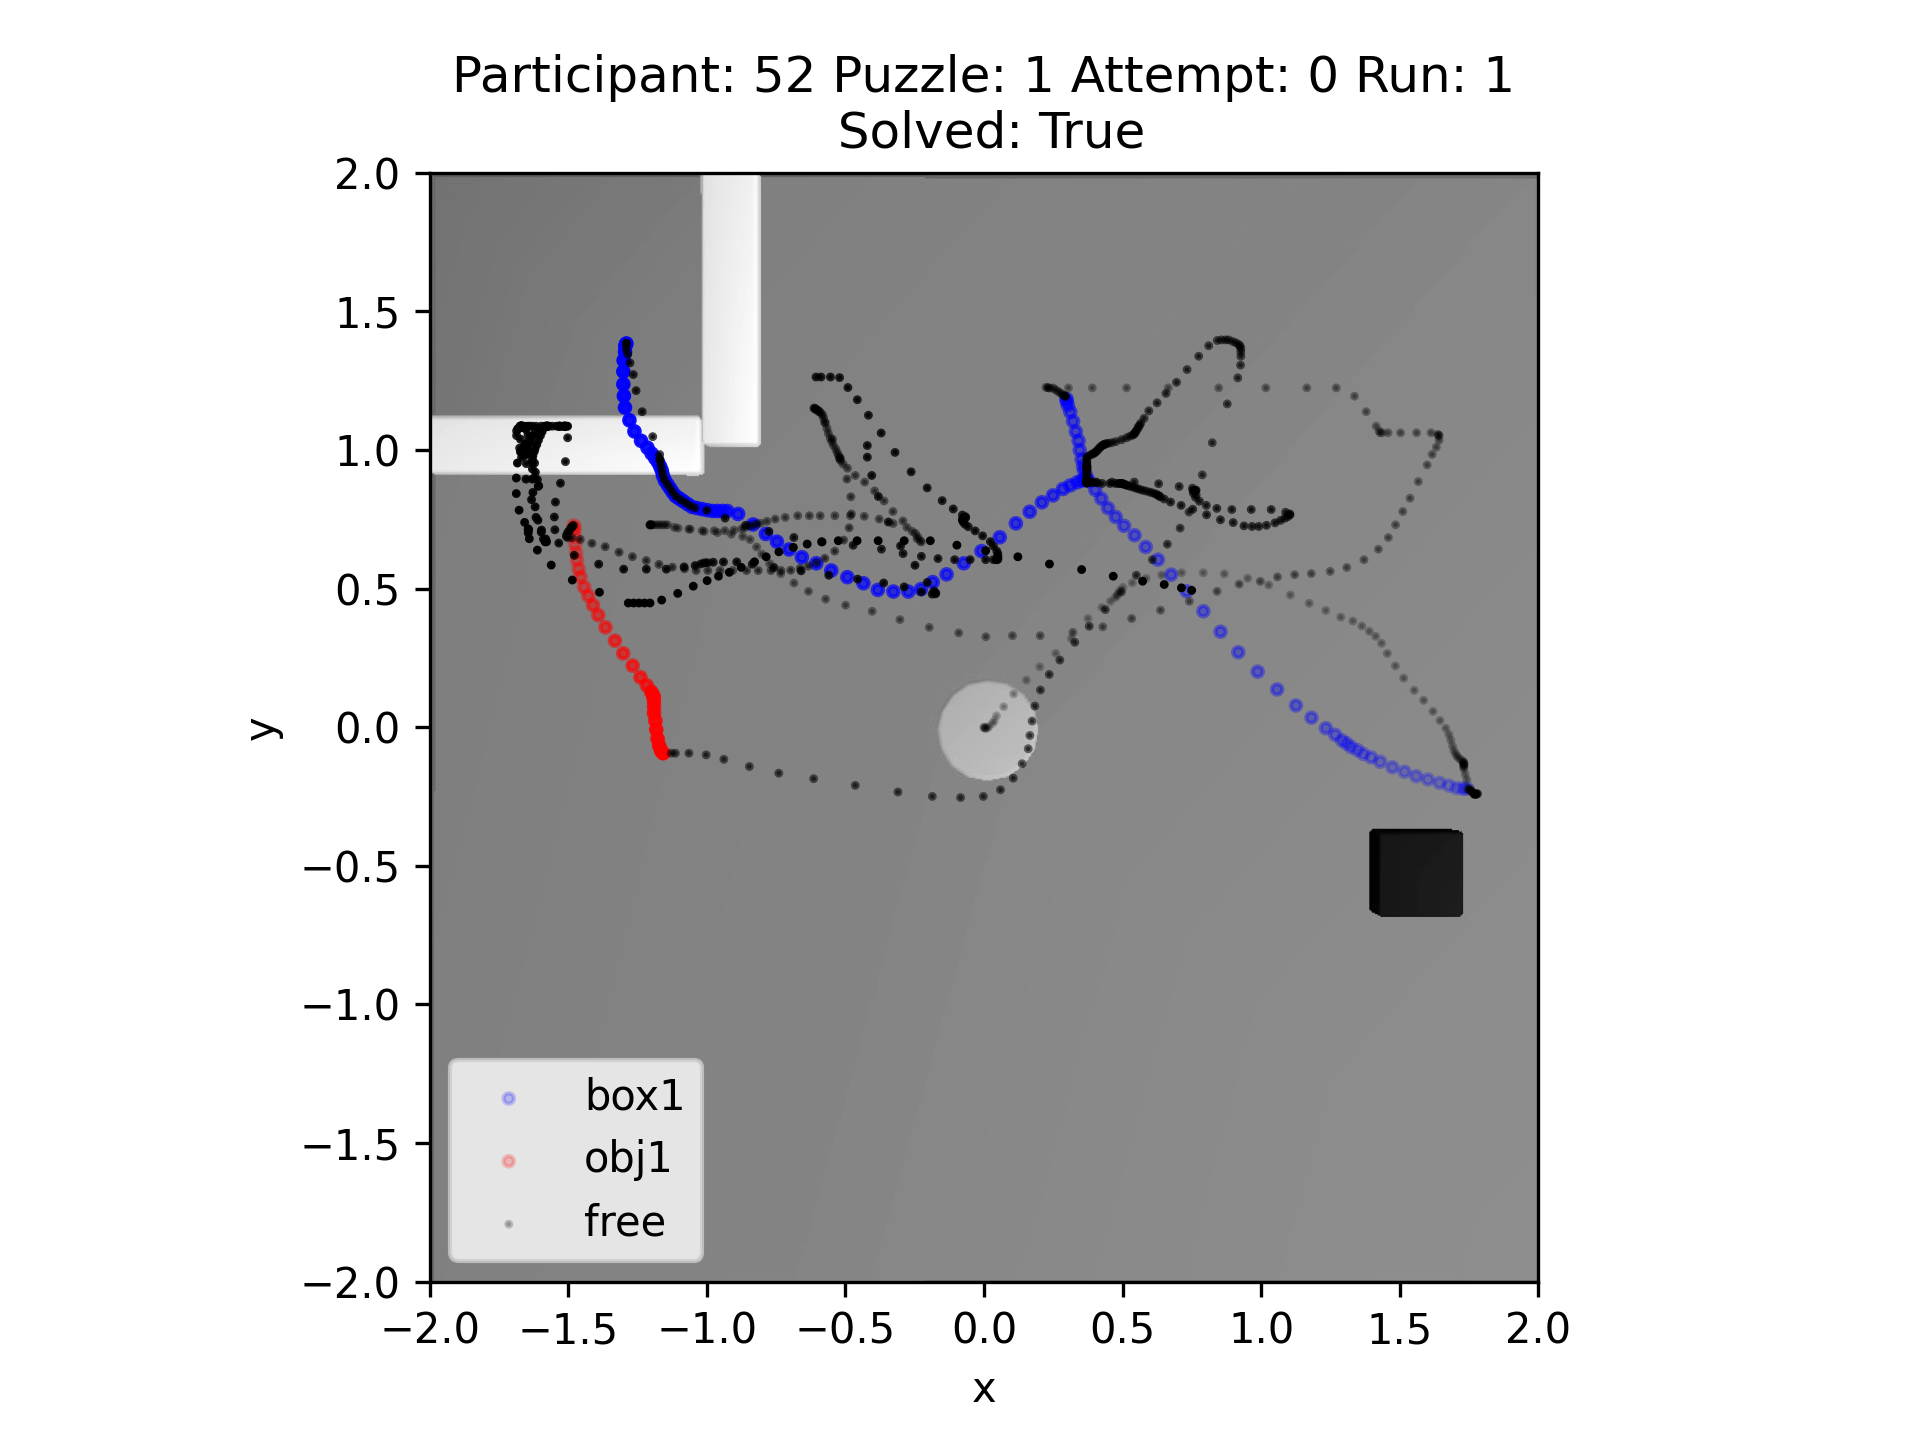 Participant: 52 Puzzle: 1 Attempt: 0 Run: 1
Solved: True
2.0
1.5
1.0
0.5
0.0
−0.5
−1.0
−1.5
−2.0
y
box1
obj1
free
−2.0 −1.5 −1.0 −0.5 0.0 0.5 1.0 1.5 2.0
x